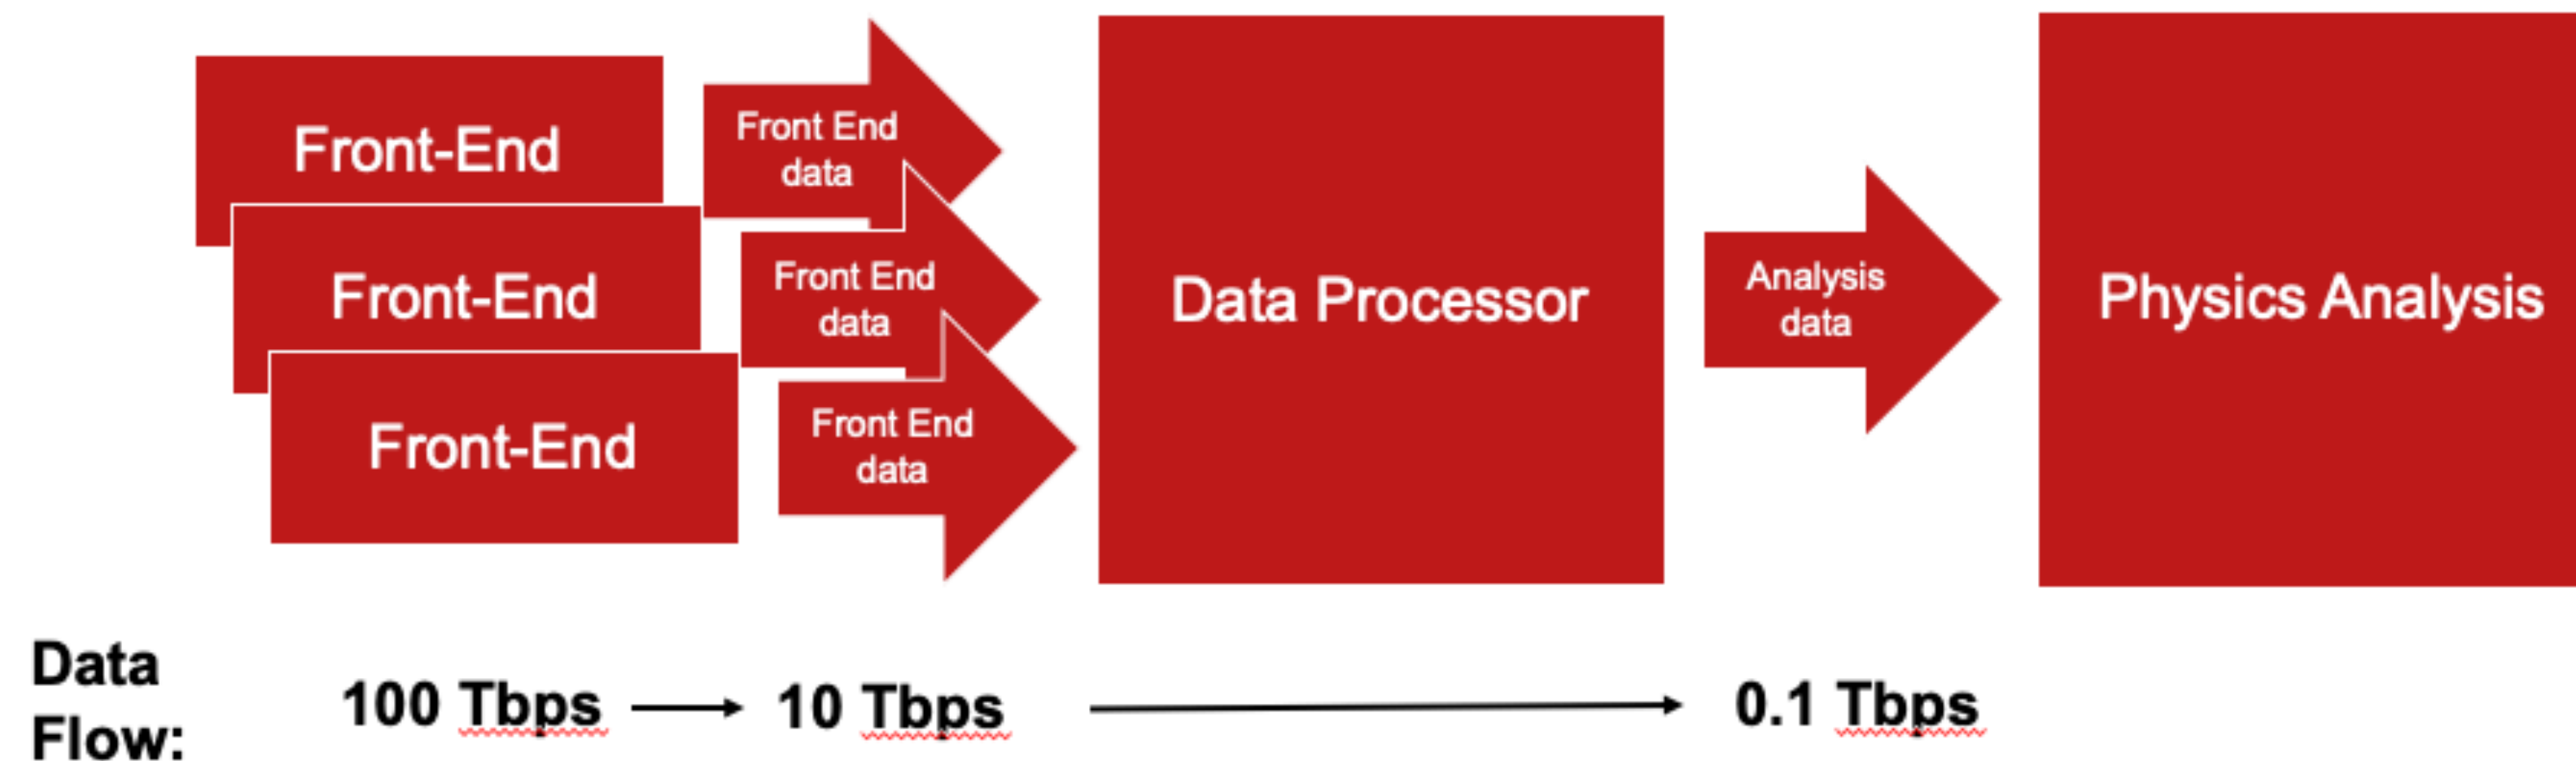 Front-End
Front End
data
Front-End
Front End
data
Front-End
Front End
data
Data Processor
Analysis
data
Physics Analysis
Data
Flow:
100 Tbps
10 Tbps
0.1 Tbps